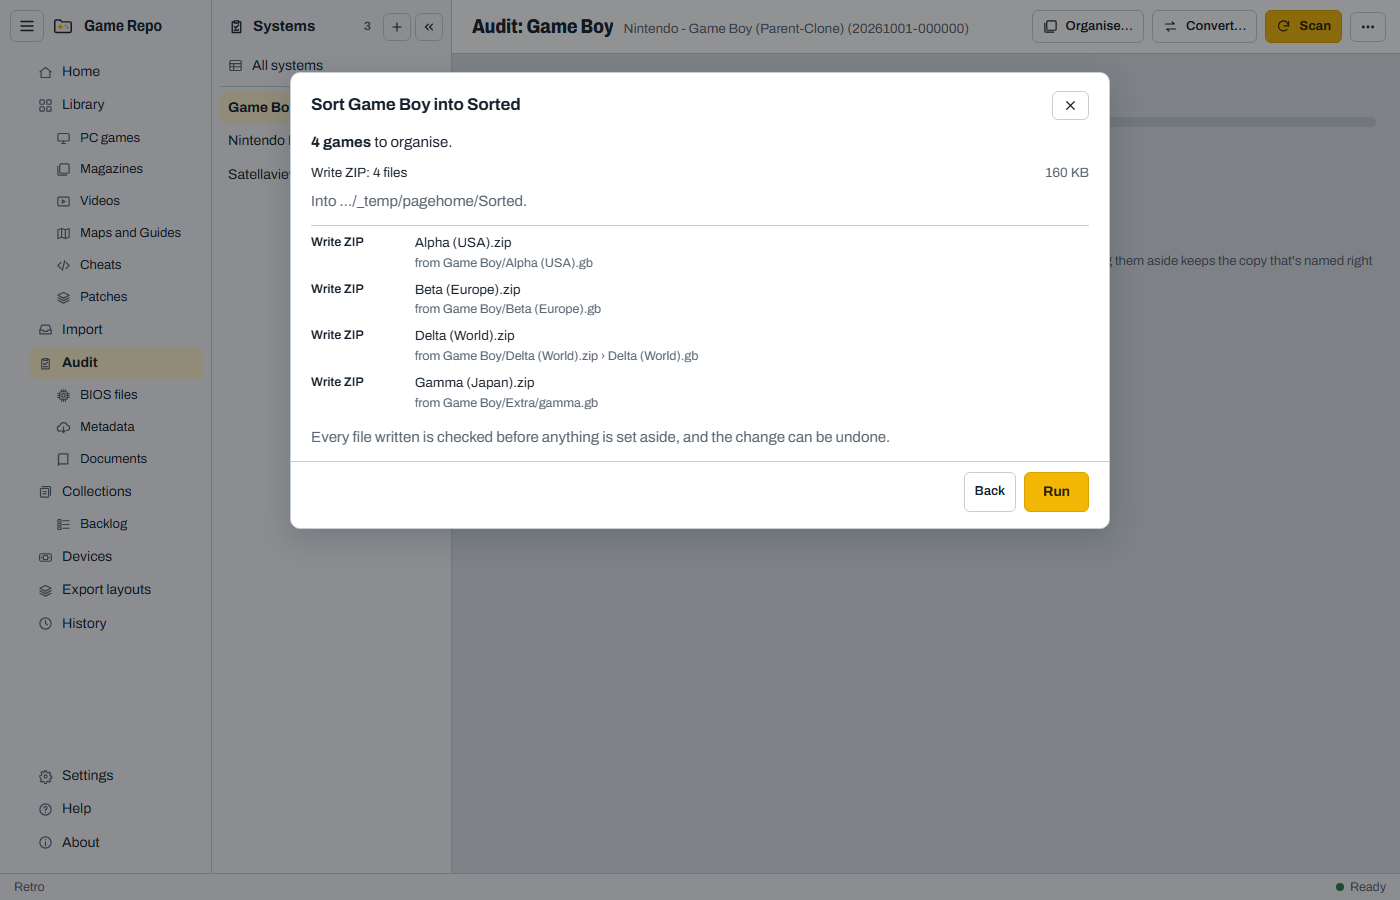 Game Repo
Home
Library
PC games
Magazines
Videos
Maps and Guides
Cheats
Patches
Import
Audit
BIOS files
Metadata
Documents
Collections
Backlog
Devices
Export layouts
History
Settings
Help
About
Systems 3
All systems
Game Bo
Nintendo
Satellavie
Audit: Game Boy Nintendo - Game Boy (Parent-Clone) (20261001-000000)
Organise... Convert... Scan
them aside keeps the copy that's named right
Sort Game Boy into Sorted
4 games to organise.
Write ZIP: 4 files 160 KB
Into .../_temp/pagehome/Sorted.
Write ZIP Alpha (USA).zip
from Game Boy/Alpha (USA).gb
Write ZIP Beta (Europe).zip
from Game Boy/Beta (Europe).gb
Write ZIP Delta (World).zip
from Game Boy/Delta (World).zip › Delta (World).gb
Write ZIP Gamma (Japan).zip
from Game Boy/Extra/gamma.gb
Every file written is checked before anything is set aside, and the change can be undone.
Back Run
Retro Ready